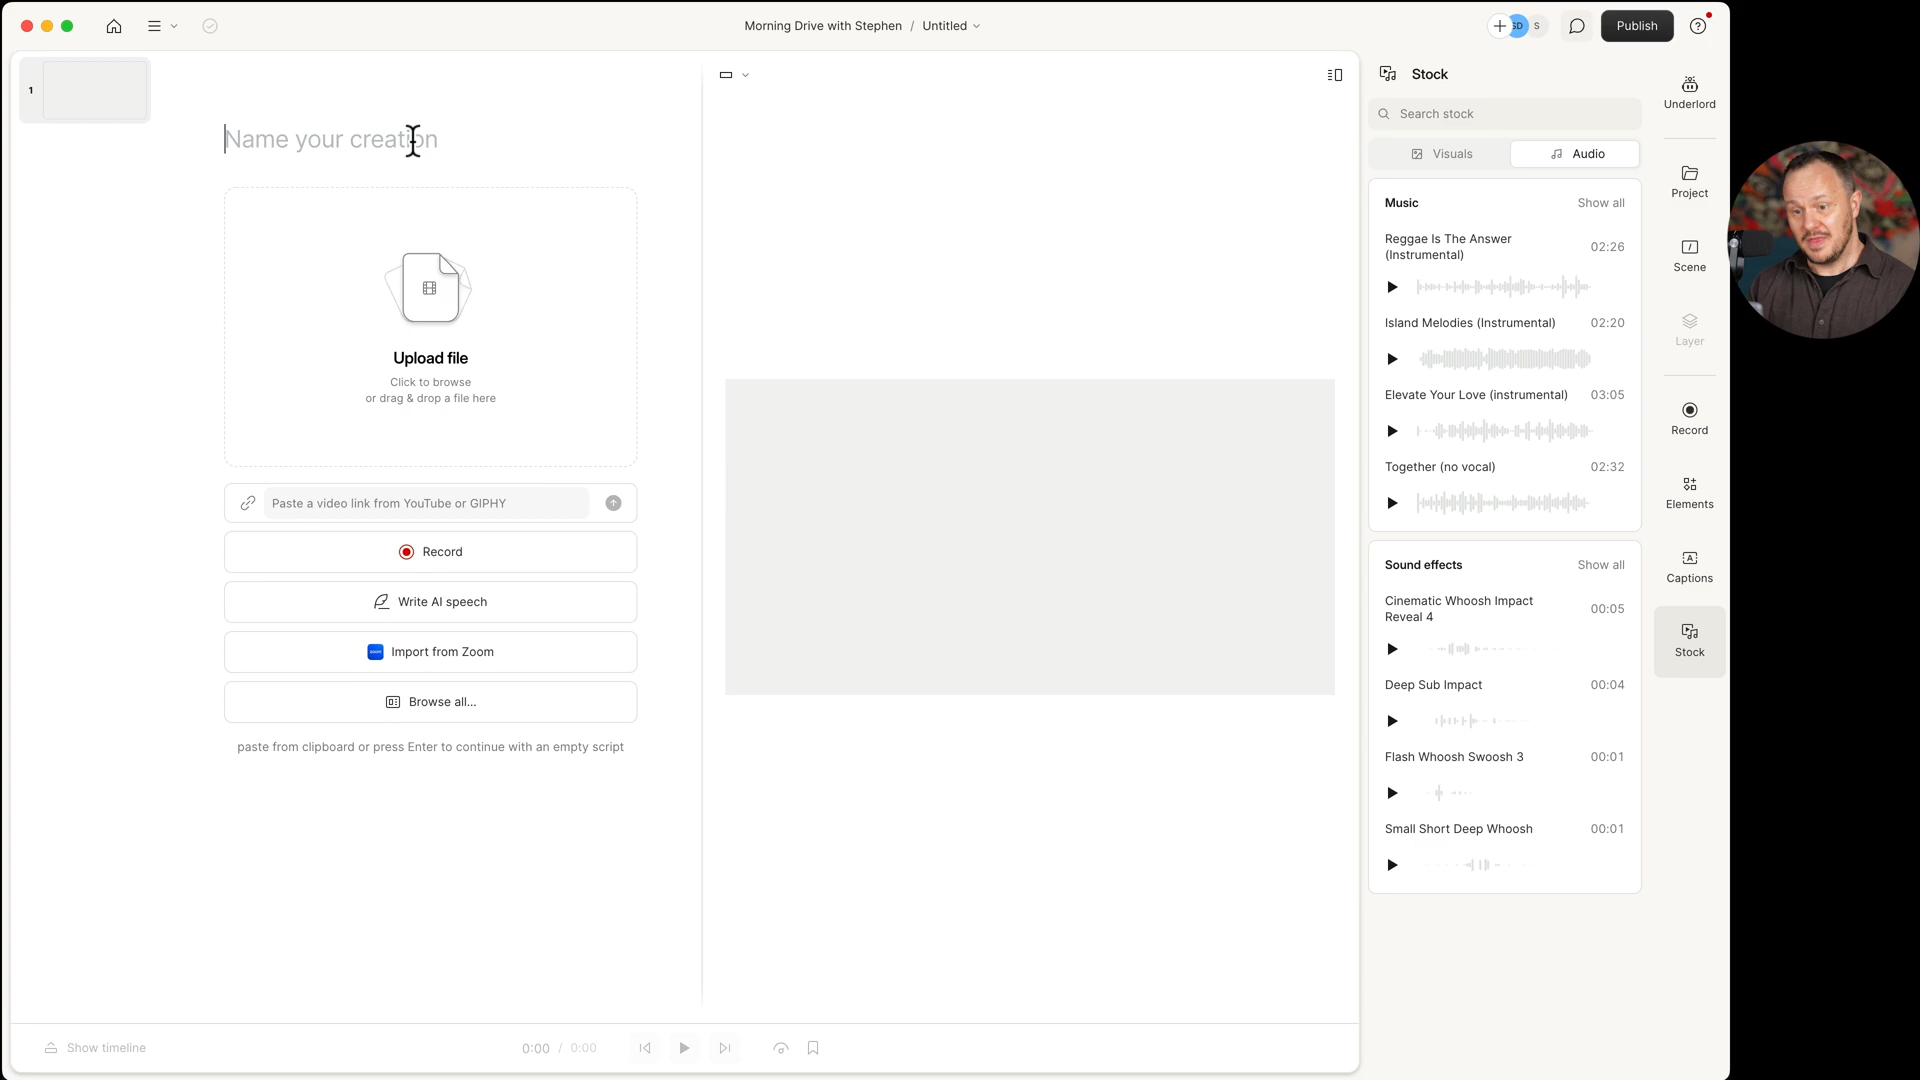 Morning Drive with Stephen / Untitled
SD
S
Publish
1
Name your creation
Upload file
Click to browse
or drag & drop a file here
Paste a video link from YouTube or GIPHY
Record
Write AI speech
zoom
Import from Zoom
Browse all...
paste from clipboard or press Enter to continue with an empty script
Show timeline
0:00 / 0:00
Stock
Search stock
Visuals
Audio
Music
Show all
Reggae Is The Answer
(Instrumental)
02:26
Island Melodies (Instrumental)
02:20
Elevate Your Love (instrumental)
03:05
Together (no vocal)
02:32
Sound effects
Show all
Cinematic Whoosh Impact
Reveal 4
00:05
Deep Sub Impact
00:04
Flash Whoosh Swoosh 3
00:01
Small Short Deep Whoosh
00:01
Underlord
Project
Scene
Layer
Record
Elements
Captions
Stock